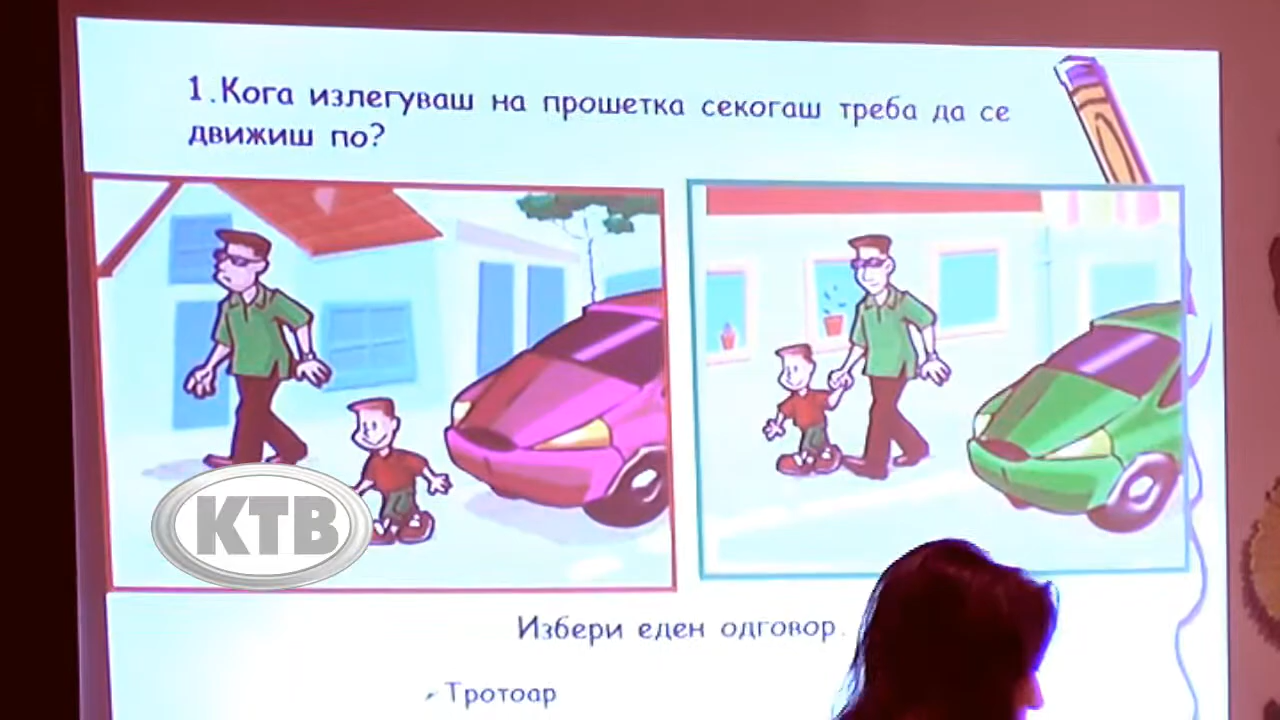 1.Кога излегуваш на прошетка секогаш треба да се
движиш по?
КТВ
Избери еден одговор.
Тротоар